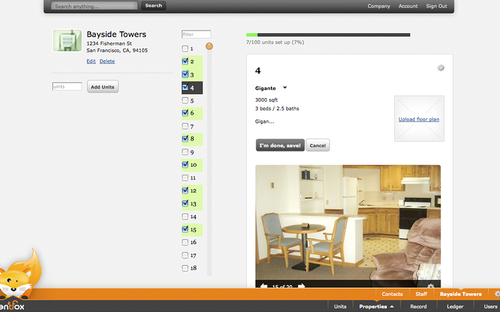 Search anything...
Search
Company
Account
Sign Out
Bayside Towers
1234 Fisherman St
San Francisco, CA, 94105
Edit Delete
units
Add Units
filter
1
2
3
4
5
6
7
8
9
10
11
12
13
14
15
16
17
18
7/100 units set up (7%)
4
Gigante
3000 sqft
3 beds / 2.5 baths
Gigan...
Upload floor plan
I'm done, save!
Cancel
15 of 20
Contacts
Staff
Bayside Towers
entfox
Units
Properties
Record
Ledger
Users